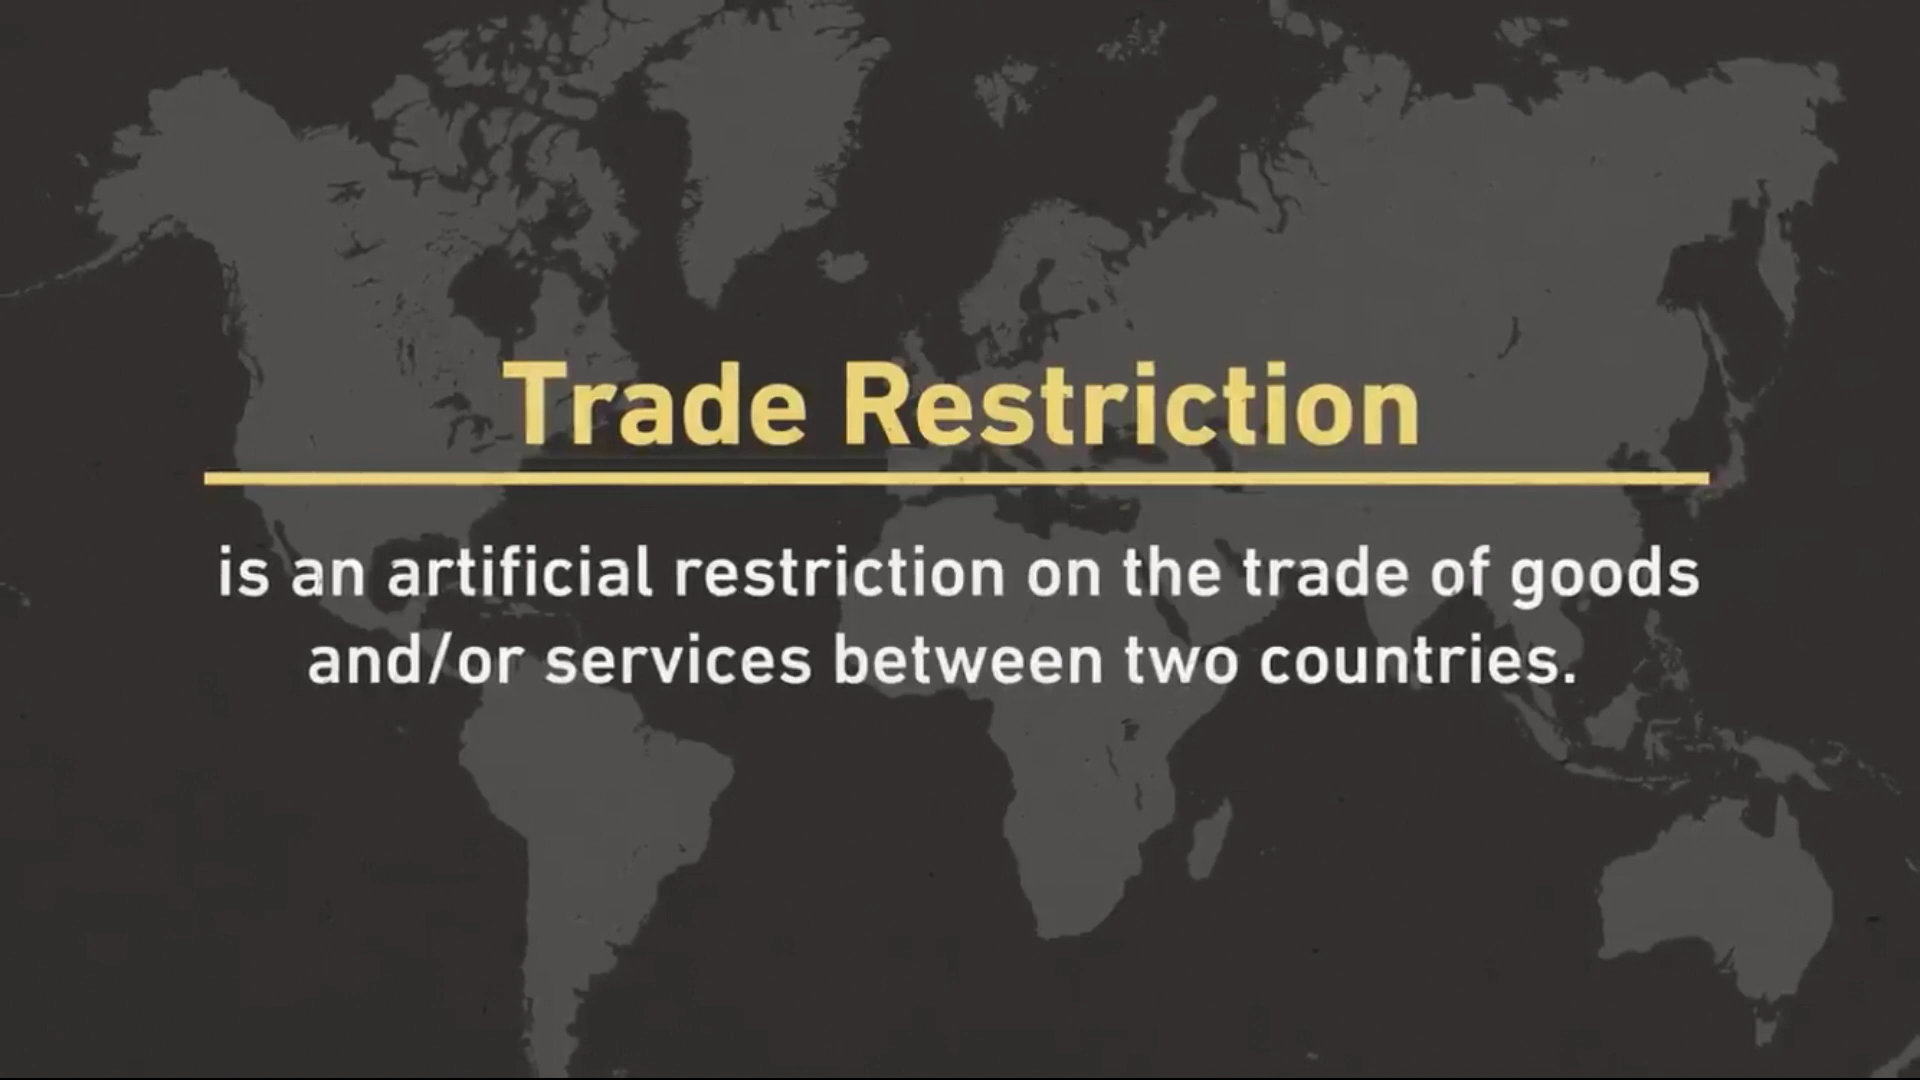 Trade Restriction
is an artificial restriction on the trade of goods
and/or services between two countries.